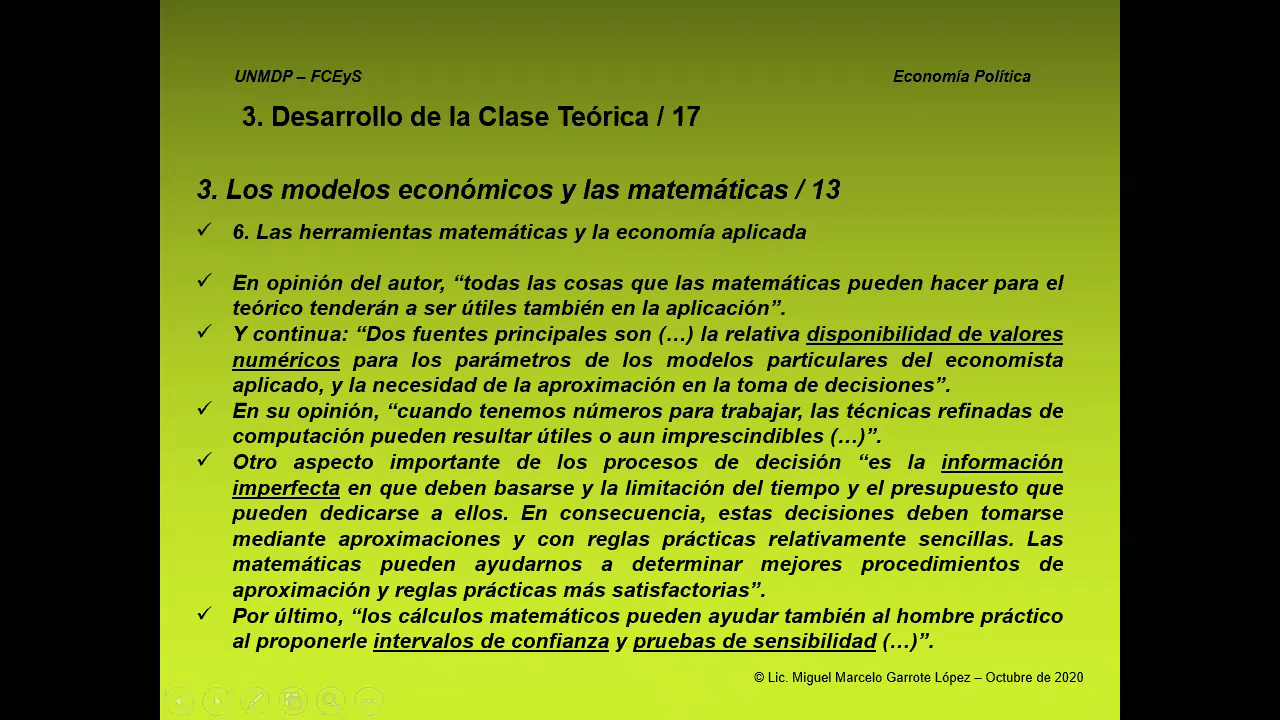 UNMDP – FCEyS
Economía Política
3. Desarrollo de la Clase Teórica / 17
3. Los modelos económicos y las matemáticas / 13
✓ 6. Las herramientas matemáticas y la economía aplicada
✓ En opinión del autor, “todas las cosas que las matemáticas pueden hacer para el
teórico tenderán a ser útiles también en la aplicación”.
✓ Y continua: “Dos fuentes principales son (…) la relativa disponibilidad de valores
numéricos para los parámetros de los modelos particulares del economista
aplicado, y la necesidad de la aproximación en la toma de decisiones”.
✓ En su opinión, “cuando tenemos números para trabajar, las técnicas refinadas de
computación pueden resultar útiles o aun imprescindibles (…)”.
✓ Otro aspecto importante de los procesos de decisión “es la información
imperfecta en que deben basarse y la limitación del tiempo y el presupuesto que
pueden dedicarse a ellos. En consecuencia, estas decisiones deben tomarse
mediante aproximaciones y con reglas prácticas relativamente sencillas. Las
matemáticas pueden ayudarnos a determinar mejores procedimientos de
aproximación y reglas prácticas más satisfactorias”.
✓ Por último, “los cálculos matemáticos pueden ayudar también al hombre práctico
al proponerle intervalos de confianza y pruebas de sensibilidad (…)”.
© Lic. Miguel Marcelo Garrote López – Octubre de 2020